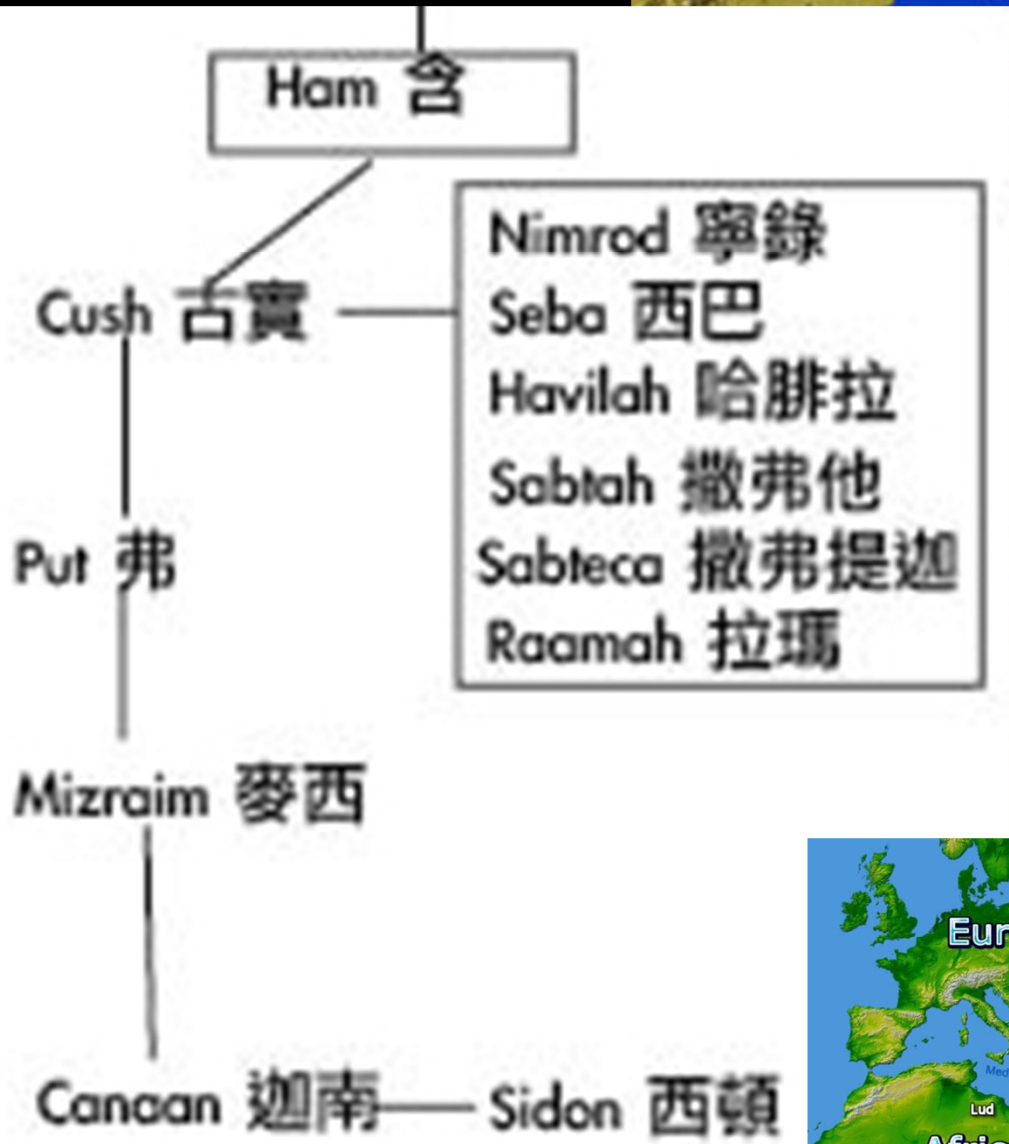 Ham 含
Nimrod 寧錄
Cush 古實
Seba 西巴
Havilah 哈腓拉
Sabtah 撒弗他
Put 弗
Sabteca 撒弗提迦
Raamah 拉瑪
Mizraim 麥西
Eur
Med
Lud
Canaan 迦南
Sidon 西頓